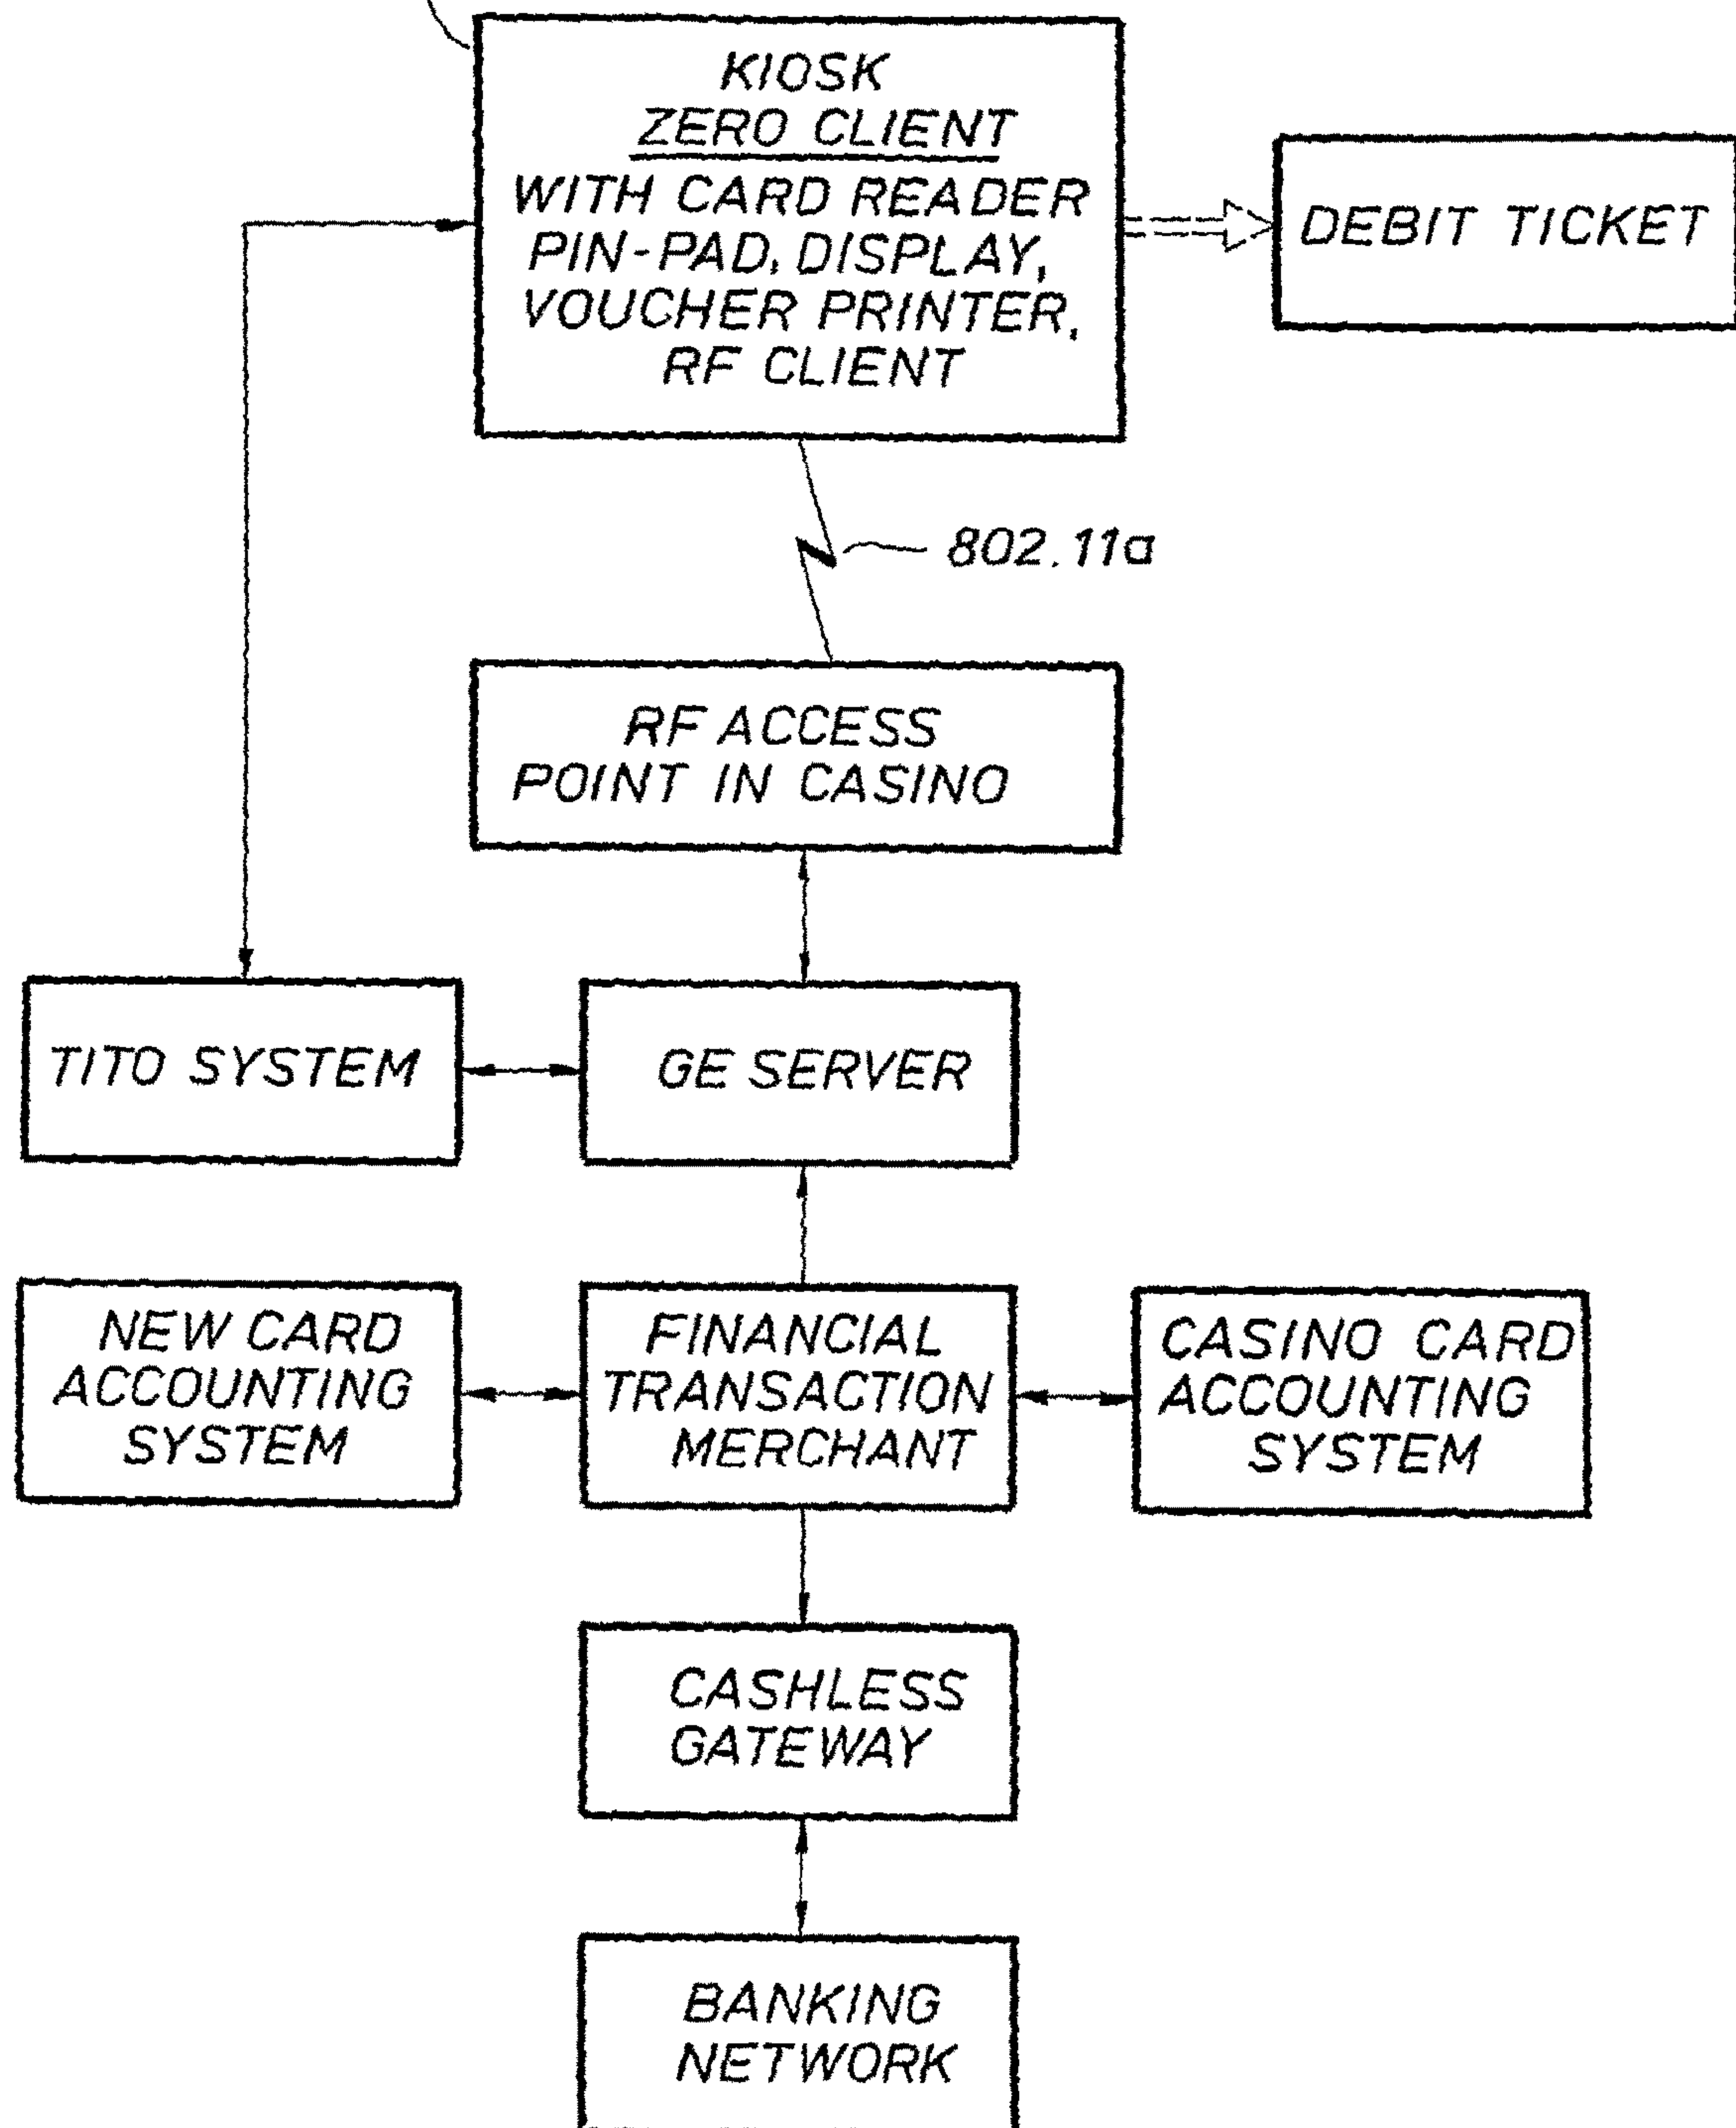 KIOSK
ZERO CLIENT
WITH CARD READER
PIN-PAD, DISPLAY,
VOUCHER PRINTER,
RF CLIENT
DEBIT TICKET
802.11a
RF ACCESS
POINT IN CASINO
TITO SYSTEM
GE SERVER
NEW CARD
ACCOUNTING
SYSTEM
FINANCIAL
TRANSACTION
MERCHANT
CASINO CARD
ACCOUNTING
SYSTEM
CASHLESS
GATEWAY
BANKING
NETWORK